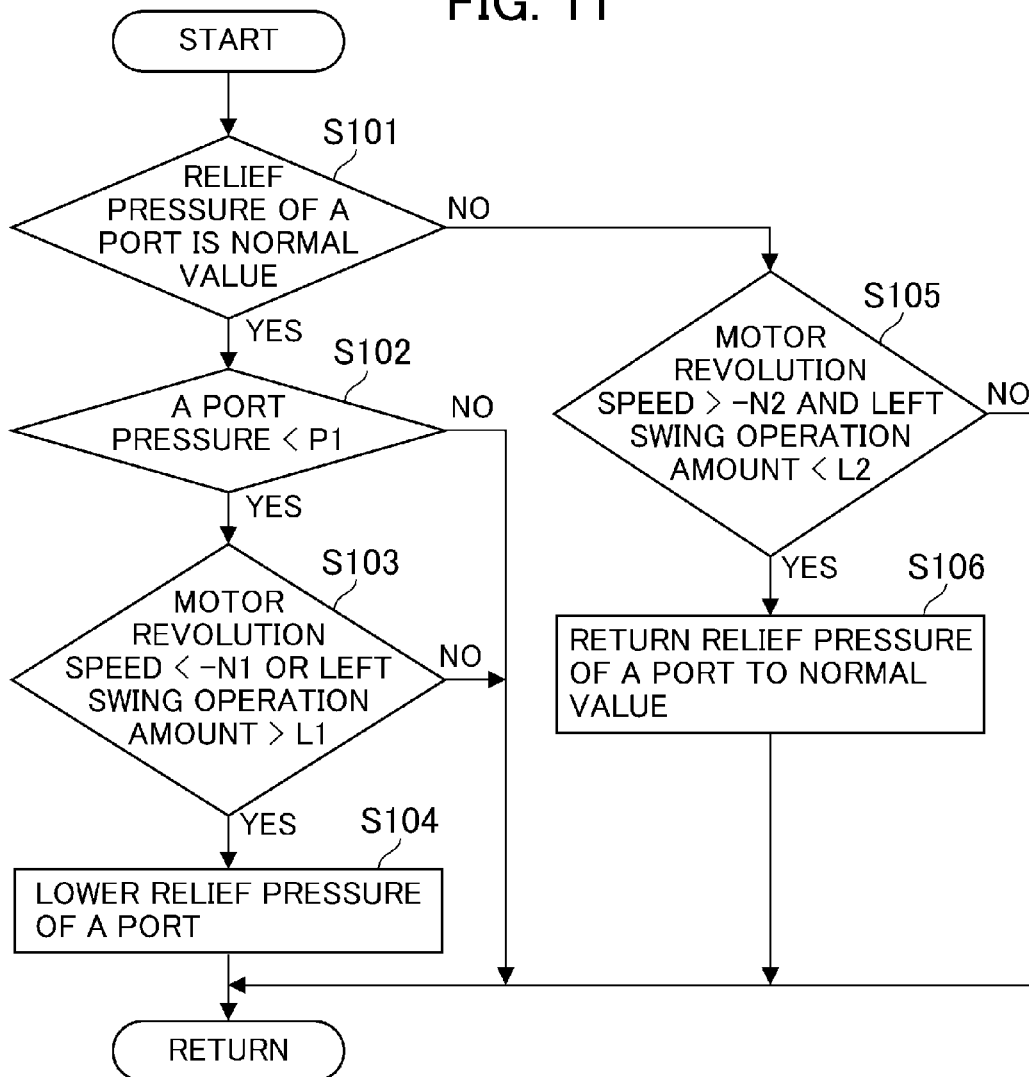 FIG. 11
START
S101
RELIEF
PRESSURE OF A
PORT IS NORMAL
VALUE
NO
YES
S102
A PORT
PRESSURE < P1
NO
YES
S103
MOTOR
REVOLUTION
SPEED < -N1 OR LEFT
SWING OPERATION
AMOUNT > L1
NO
YES
S104
LOWER RELIEF PRESSURE
OF A PORT
S105
MOTOR
REVOLUTION
SPEED > -N2 AND LEFT
SWING OPERATION
AMOUNT < L2
NO
YES
S106
RETURN RELIEF PRESSURE
OF A PORT TO NORMAL
VALUE
RETURN